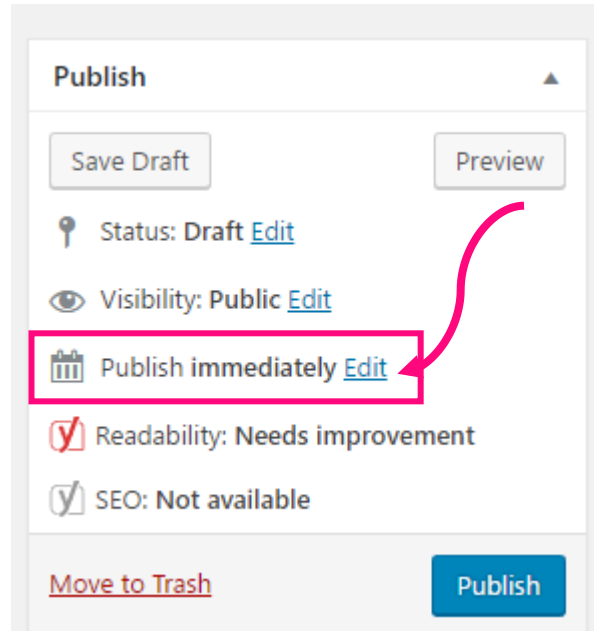 Publish
Save Draft Preview
Status: Draft Edit
Visibility: Public Edit
Publish immediately Edit
Readability: Needs improvement
SEO: Not available
Move to Trash Publish